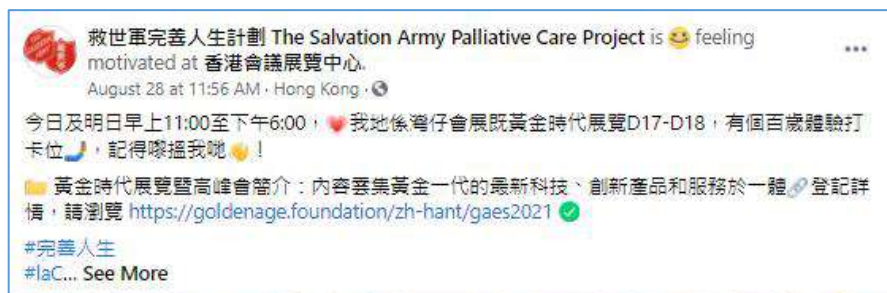 救世軍完善人生計劃 The Salvation Army Palliative Care Project is 😄 feeling
motivated at 香港會議展覽中心.
August 28 at 11:56 AM · Hong Kong ·
今日及明日早上11:00至下午6:00，❤️我地係灣仔會展既黃金時代展覽D17-D18，有個百歲體驗打
卡位🤳，記得嚟搵我哋👋！
📁 黃金時代展覽暨高峰會簡介：內容雲集黃金一代的最新科技、創新產品和服務於一體🔗登記詳
情，請瀏覽 https://goldenage.foundation/zh-hant/gaes2021 ✅
#完善人生
#laC... See More